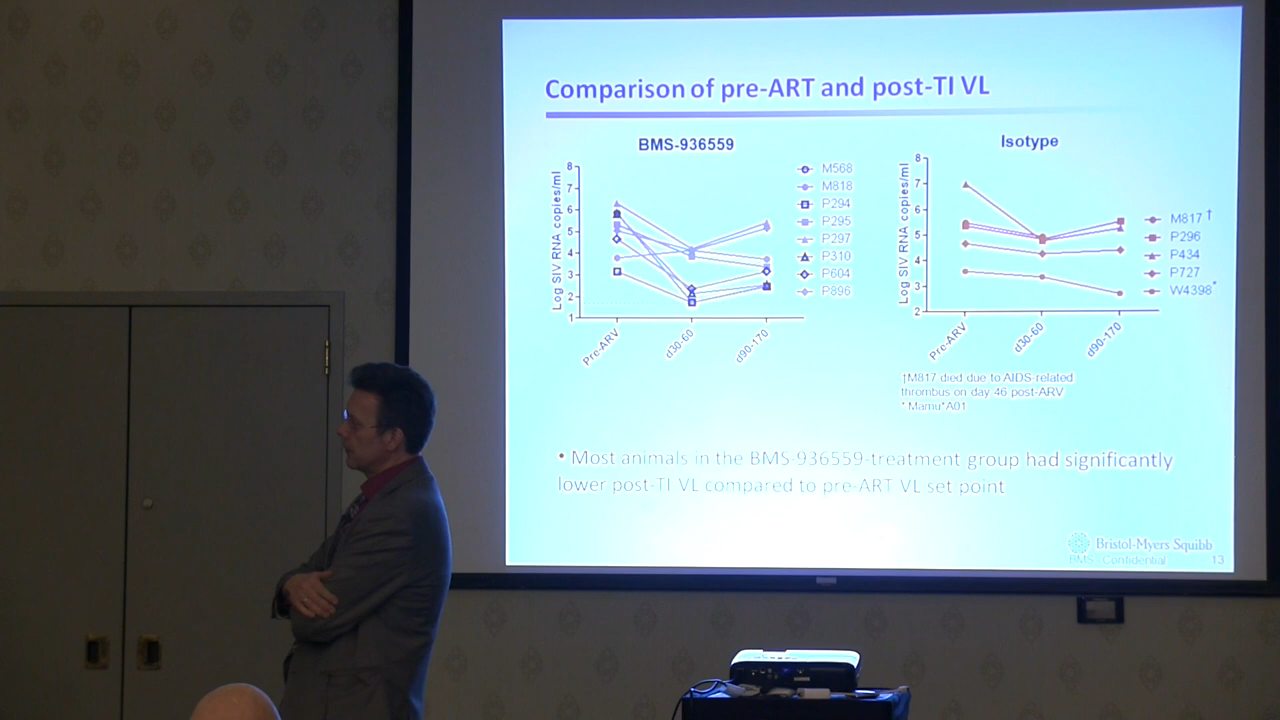 Comparison of pre-ART and post-TI VL
BMS-936559
Log SIV RNA copies/ml
8
7
6
5
4
3
2
1
Pre-ARV
d30-60
d90-170
M568
M818
P294
P295
P297
P310
P604
P896
Isotype
Log SIV RNA copies/ml
8
7
6
5
4
3
2
Pre-ARV
d30-60
d90-170
M817†
P296
P434
P727
W4398*
†M817 died due to AIDS-related
thrombus on day 46 post-ARV
* Mamu*A01
• Most animals in the BMS-936559-treatment group had significantly
lower post-TI VL compared to pre-ART VL set point
Bristol-Myers Squibb
BMS - Confidential
13